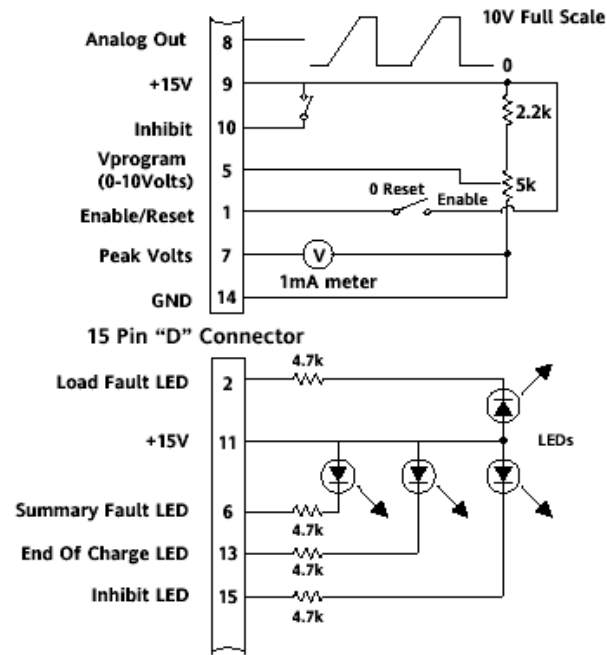 10V Full Scale
Analog Out 8
0
+15V 9
2.2k
Inhibit 10
Vprogram
(0-10Volts) 5
5k
0 Reset Enable
Enable/Reset 1
Peak Volts 7 V
1mA meter
GND 14
15 Pin “D” Connector
4.7k
Load Fault LED 2
+15V 11 LEDs
Summary Fault LED 6
4.7k
End Of Charge LED 13
4.7k
Inhibit LED 15
4.7k